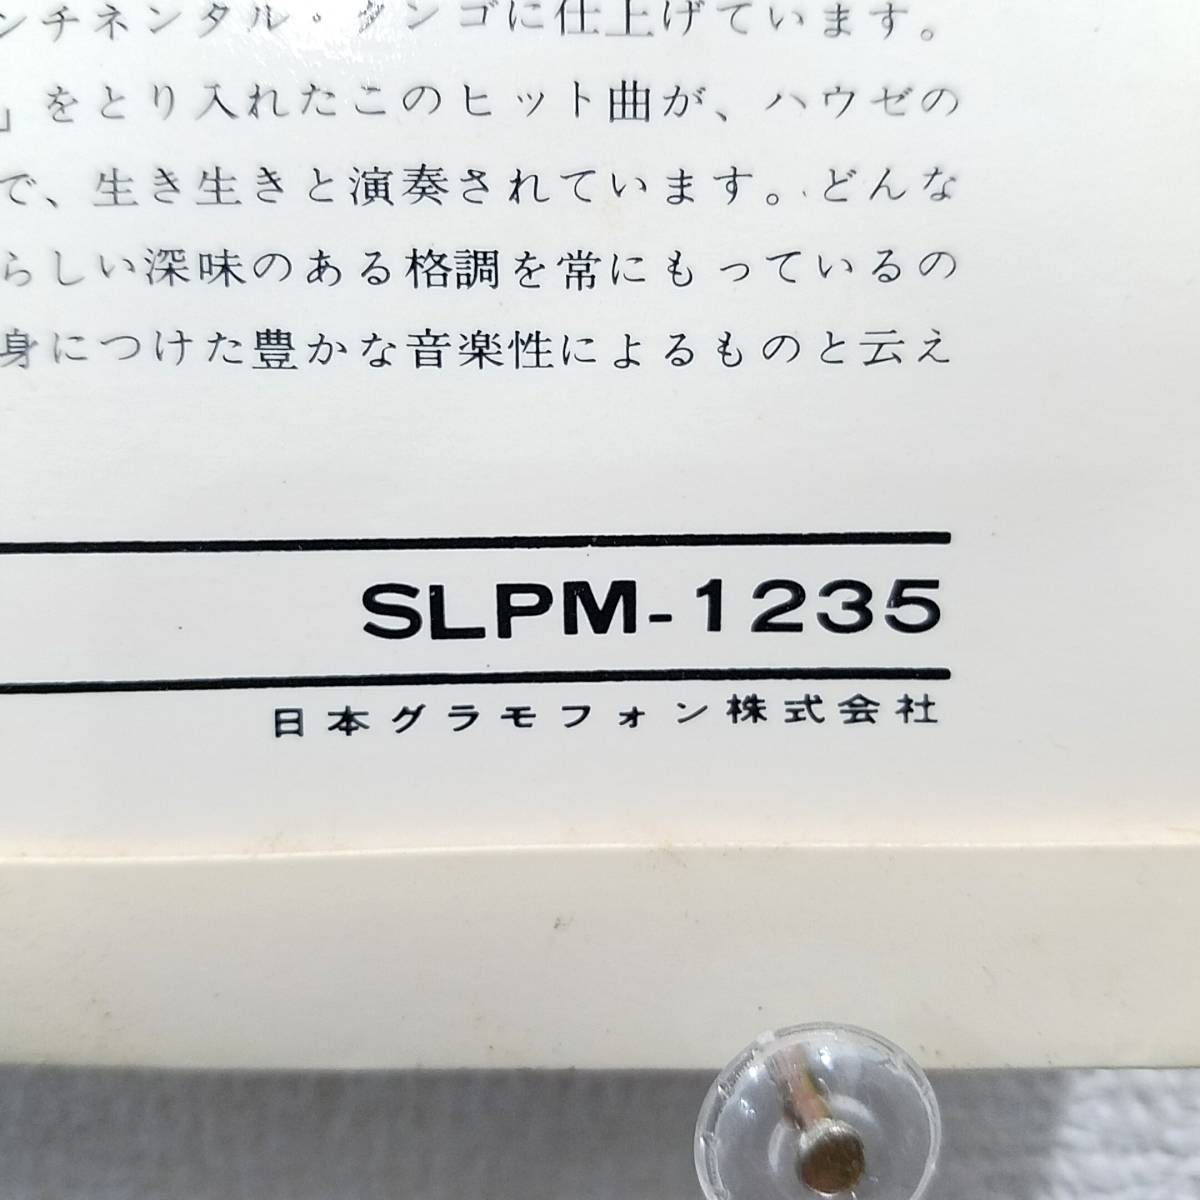 ンチネンタル・タンゴに仕上げています。
」をとり入れたこのヒット曲が、ハウゼの
で、生き生きと演奏されています。どんな
らしい深味のある格調を常にもっているの
身につけた豊かな音楽性によるものと云え
SLPM-1235
日本グラモフォン株式会社